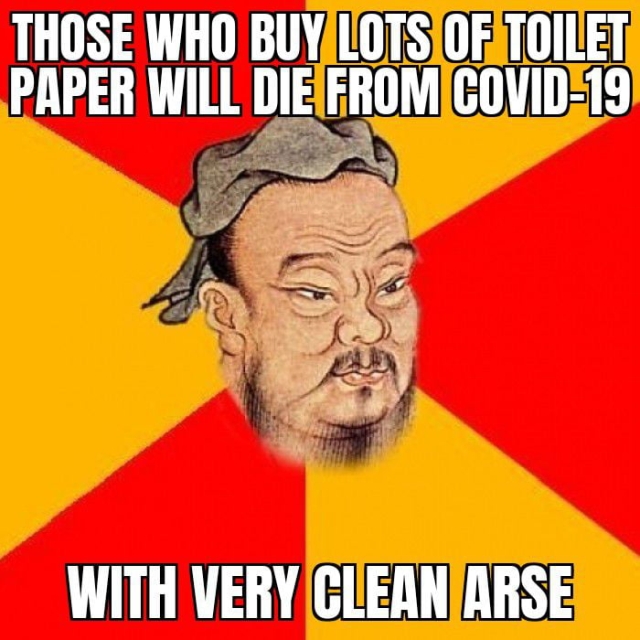 THOSE WHO BUY LOTS OF TOILET
PAPER WILL DIE FROM COVID-19
WITH VERY CLEAN ARSE